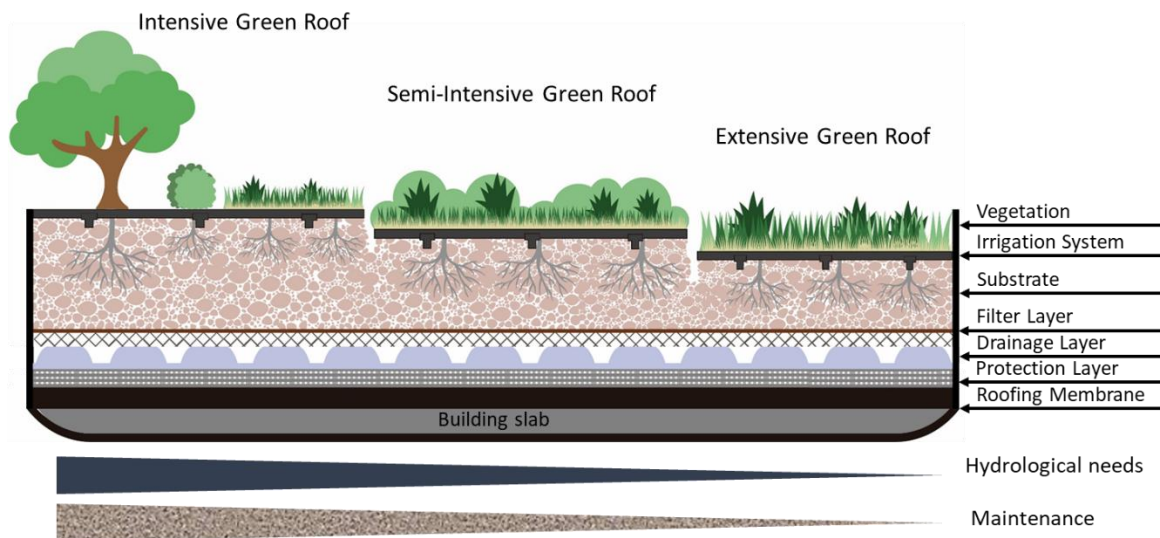 Intensive Green Roof
Semi-Intensive Green Roof
Extensive Green Roof
Vegetation
Irrigation System
Substrate
Filter Layer
Drainage Layer
Protection Layer
Roofing Membrane
Building slab
Hydrological needs
Maintenance